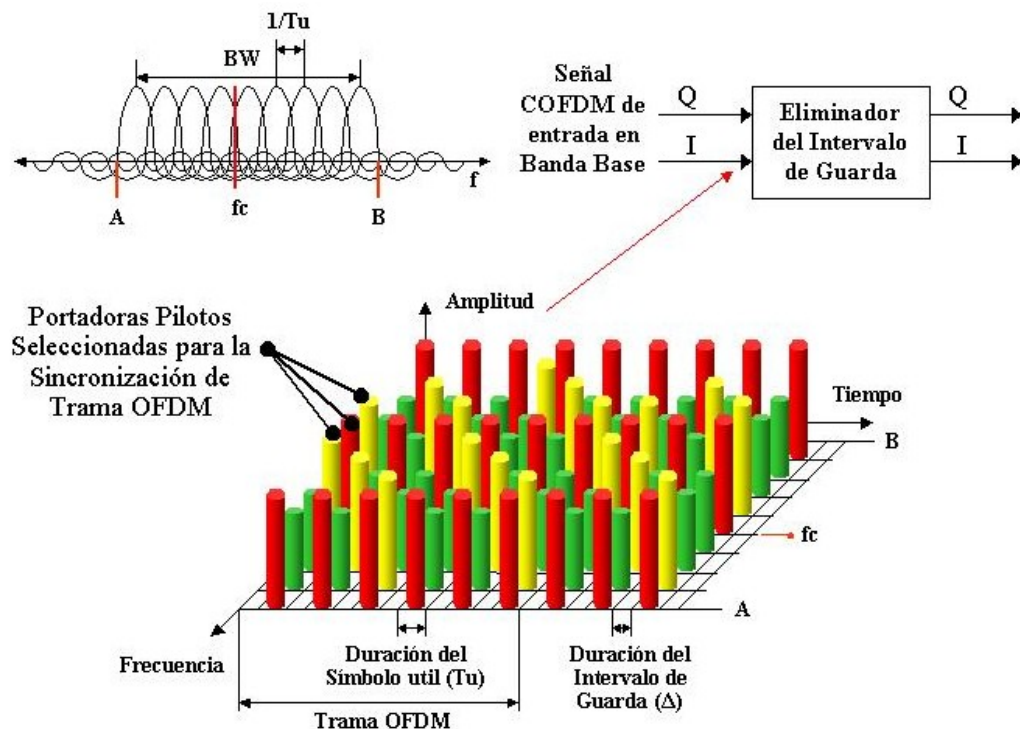 1/Tu
BW
f
A
fc
B
Señal
COFDM de
entrada en
Banda Base
Q
I
Eliminador
del Intervalo
de Guarda
Q
I
Amplitud
Portadoras Pilotos
Seleccionadas para la
Sincronización de
Trama OFDM
Tiempo
B
fc
A
Frecuencia
Duración del
Símbolo util (Tu)
Duración del
Intervalo de
Guarda (Δ)
Trama OFDM